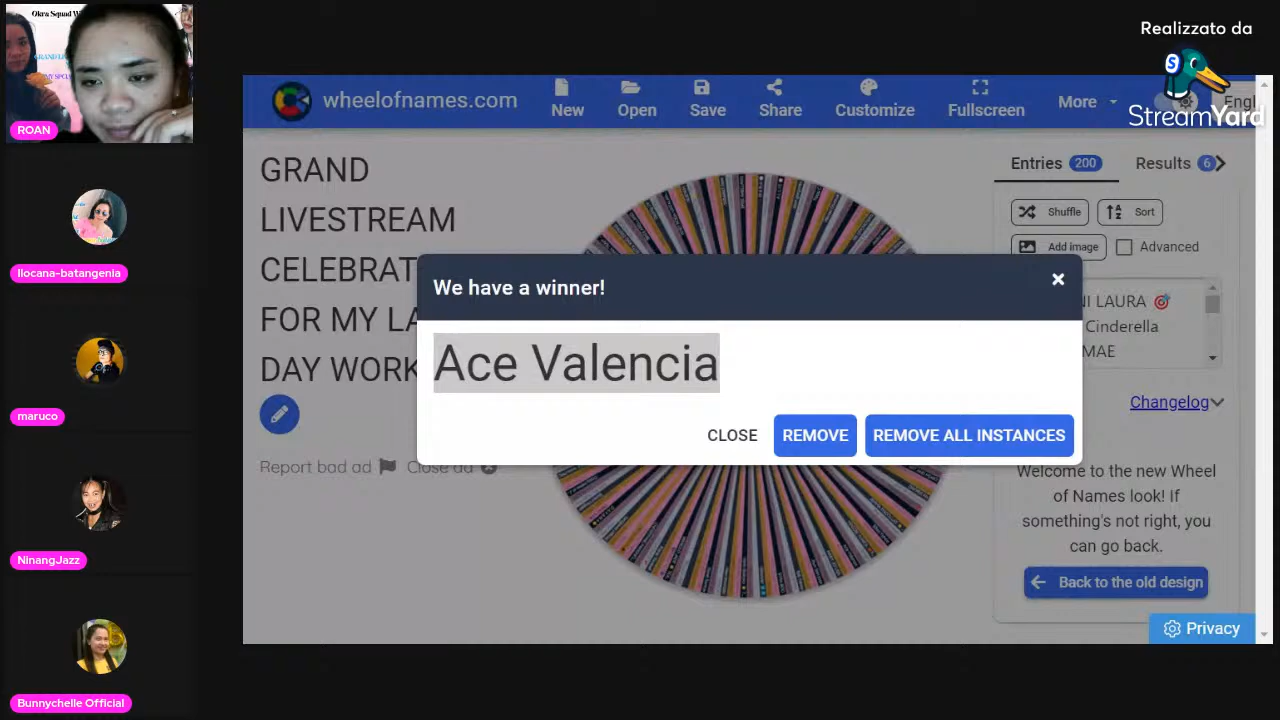 Okra Squad W
ROAN
Ilocana-batangenia
maruco
NinangJazz
Bunnychelle Official
Realizzato da
StreamYard
wheelofnames.com
New
Open
Save
Share
Customize
Fullscreen
More
Engl
GRAND
LIVESTREAM
CELEBRAT
FOR MY LA
DAY WORK
Report bad ad
Close ad
We have a winner!
Ace Valencia
CLOSE
REMOVE
REMOVE ALL INSTANCES
Entries 200
Results 6
Shuffle
Sort
Add image
Advanced
NI LAURA 🎯
Cinderella
MAE
Changelog
Welcome to the new Wheel
of Names look! If
something's not right, you
can go back.
Back to the old design
Privacy